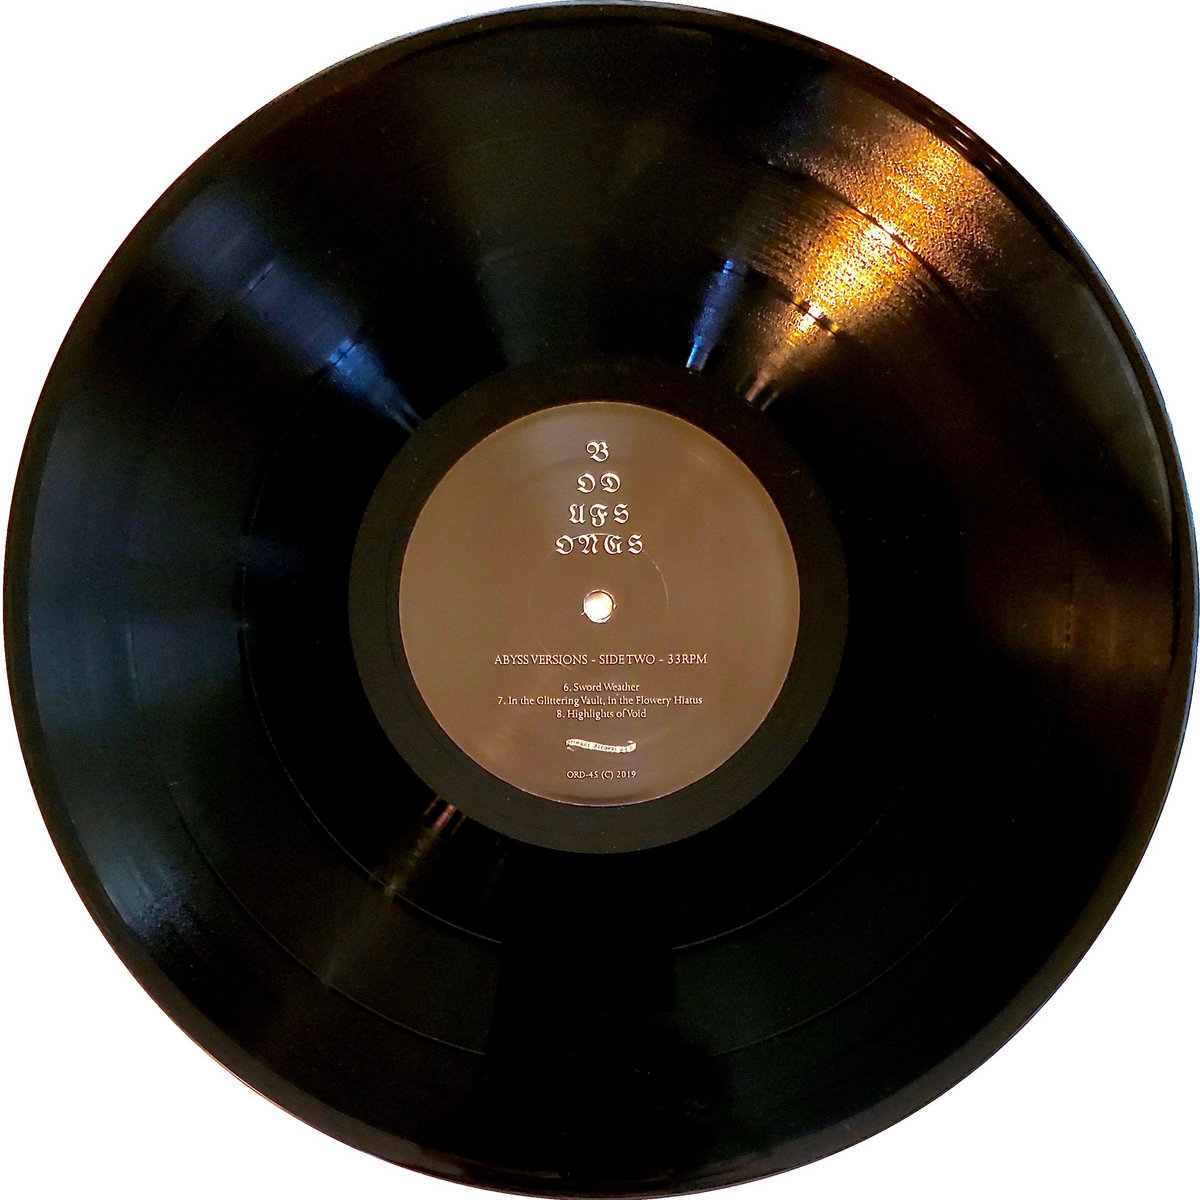 B
OD
UFS
ONGS
ABYSS VERSIONS - SIDE TWO - 33RPM
6. Sword Weather
7. In the Glittering Vault, in the Flowery Hiatus
8. Highlights of Void
ORD-45 (C) 2019